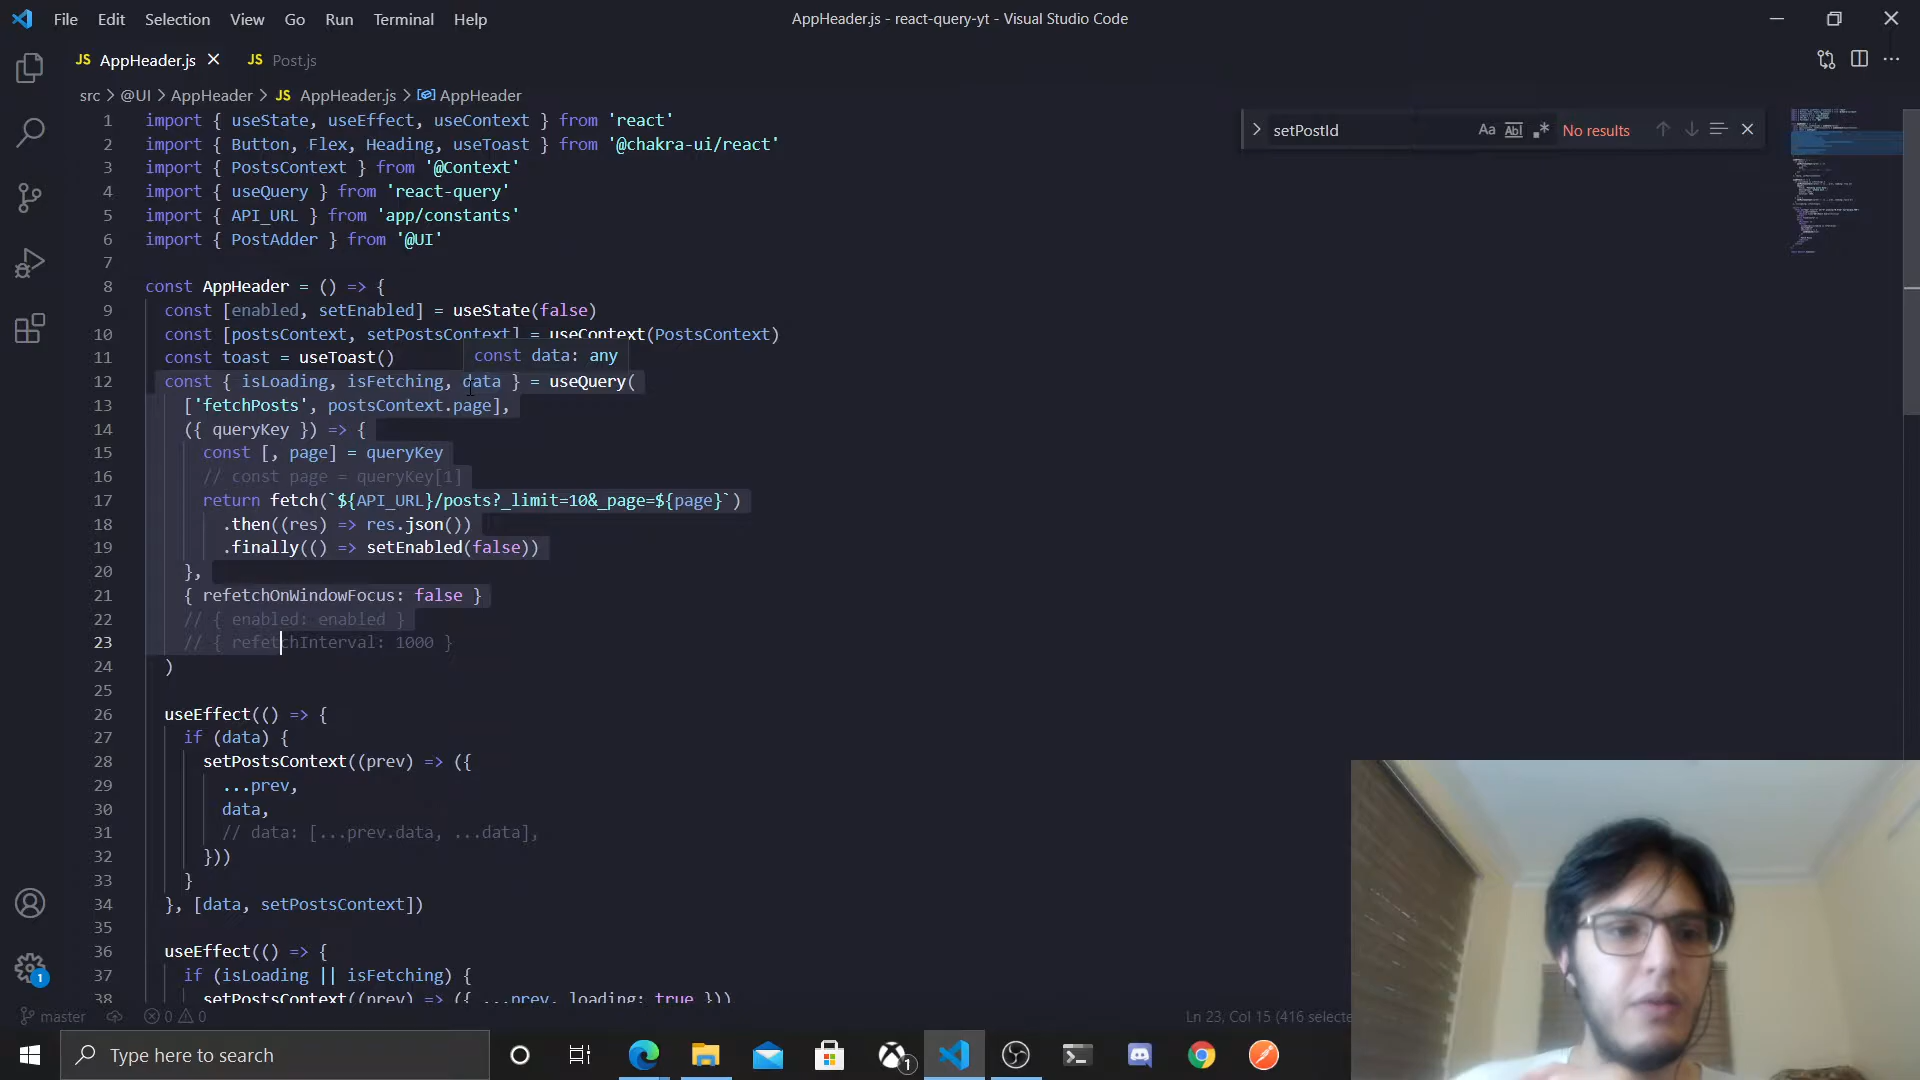 File Edit Selection View Go Run Terminal Help
AppHeader.js - react-query-yt - Visual Studio Code
JS AppHeader.js
JS Post.js
src > @UI > AppHeader > JS AppHeader.js > AppHeader
setPostId
Aa Abl
No results
1 import { useState, useEffect, useContext } from 'react'
2 import { Button, Flex, Heading, useToast } from '@chakra-ui/react'
3 import { PostsContext } from '@Context'
4 import { useQuery } from 'react-query'
5 import { API_URL } from 'app/constants'
6 import { PostAdder } from '@UI'
7
8 const AppHeader = () => {
9 const [enabled, setEnabled] = useState(false)
10 const [postsContext, setPostsContext] = useContext(PostsContext)
11 const toast = useToast()
const data: any
12 const { isLoading, isFetching, data } = useQuery(
13 ['fetchPosts', postsContext.page],
14 ({ queryKey }) => {
15 const [, page] = queryKey
16 // const page = queryKey[1]
17 return fetch(`${API_URL}/posts?_limit=10&_page=${page}`)
18 .then((res) => res.json())
19 .finally(() => setEnabled(false))
20 },
21 { refetchOnWindowFocus: false }
22 // { enabled: enabled }
23 // { refetchInterval: 1000 }
24 )
25
26 useEffect(() => {
27 if (data) {
28 setPostsContext((prev) => ({
29 ...prev,
30 data,
31 // data: [...prev.data, ...data],
32 }))
33 }
34 }, [data, setPostsContext])
35
36 useEffect(() => {
37 if (isLoading || isFetching) {
38 setPostsContext((prev) => ({ ...prev, loading: true }))
1
master
0 0
Ln 23, Col 15 (416 selecte
Type here to search
1